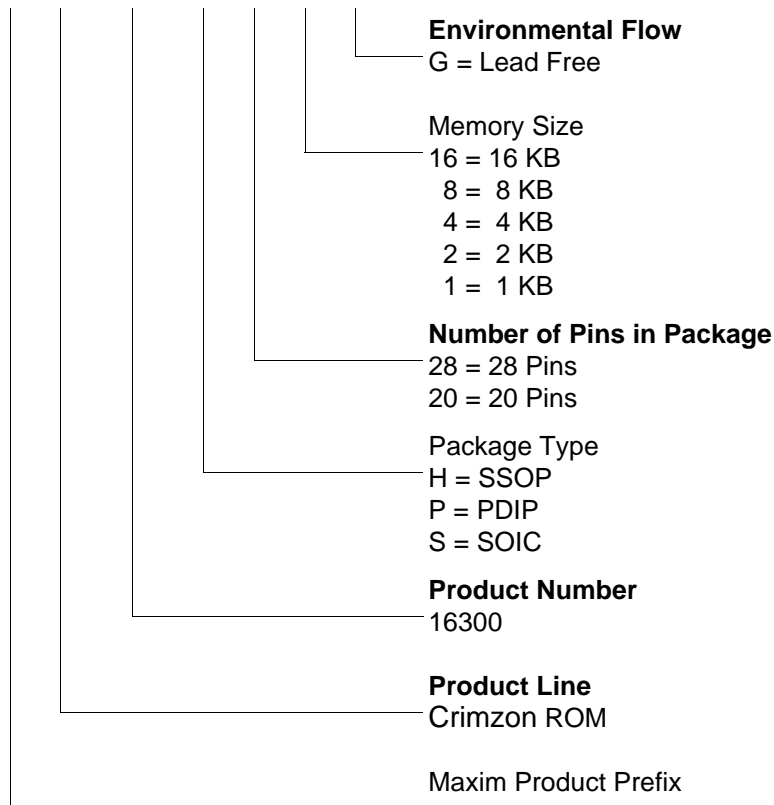 Environmental Flow
G = Lead Free
Memory Size
16 = 16 KB
8 = 8 KB
4 = 4 KB
2 = 2 KB
1 = 1 KB
Number of Pins in Package
28 = 28 Pins
20 = 20 Pins
Package Type
H = SSOP
P = PDIP
S = SOIC
Product Number
16300
Product Line
Crimzon ROM
Maxim Product Prefix